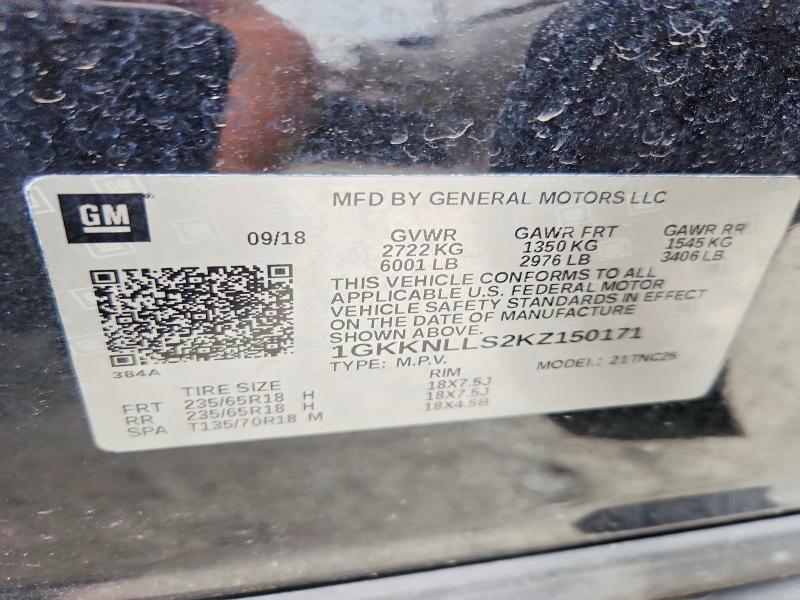 GM
MFD BY GENERAL MOTORS LLC
09/18
GVWR GAWR FRT GAWR RR
2722 KG 1350 KG 1545 KG
6001 LB 2976 LB 3406 LB
THIS VEHICLE CONFORMS TO ALL
APPLICABLE U.S. FEDERAL MOTOR
VEHICLE SAFETY STANDARDS IN EFFECT
ON THE DATE OF MANUFACTURE
SHOWN ABOVE.
1GKKNLLS2KZ150171
TYPE: M.P.V. MODEL: 21TNC26
384A
TIRE SIZE RIM
FRT 235/65R18 H 18X7.5J
RR 235/65R18 H 18X7.5J
SPA T135/70R18 M 18X4.5B